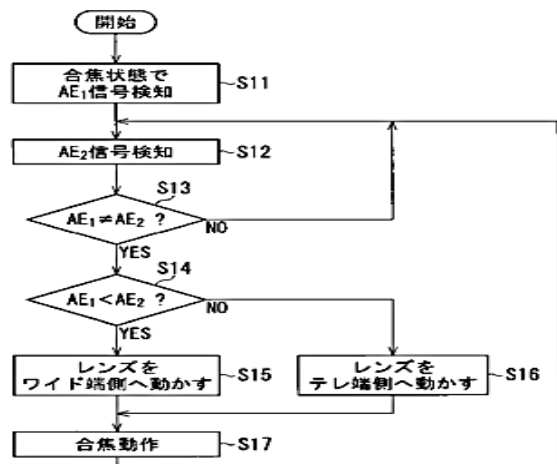 開始
合焦状態で
AE₁信号検知
S11
AE₂信号検知
S12
S13
AE₁≠AE₂ ?
NO
YES
S14
AE₁<AE₂ ?
NO
YES
レンズを
ワイド端側へ動かす
S15
レンズを
テレ端側へ動かす
S16
合焦動作
S17